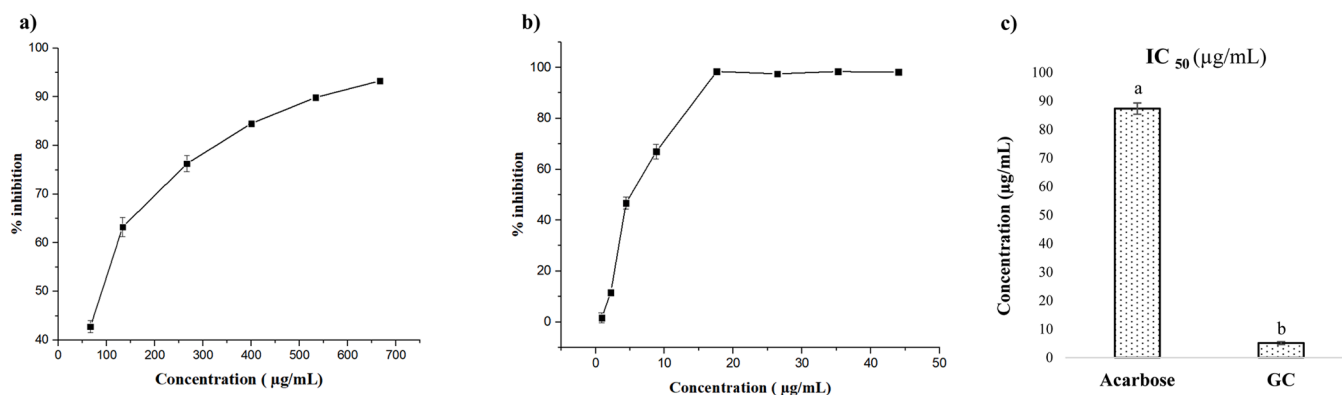 a)
100
90
80
70
60
50
40
% inhibition
0 100 200 300 400 500 600 700
Concentration ( μg/mL)
b)
100
80
60
40
20
0
% inhibition
0 10 20 30 40 50
Concentration ( μg/mL)
c)
IC 50 (μg/mL)
100
90
80
70
60
50
40
30
20
10
0
Concentration (μg/mL)
a
b
Acarbose GC